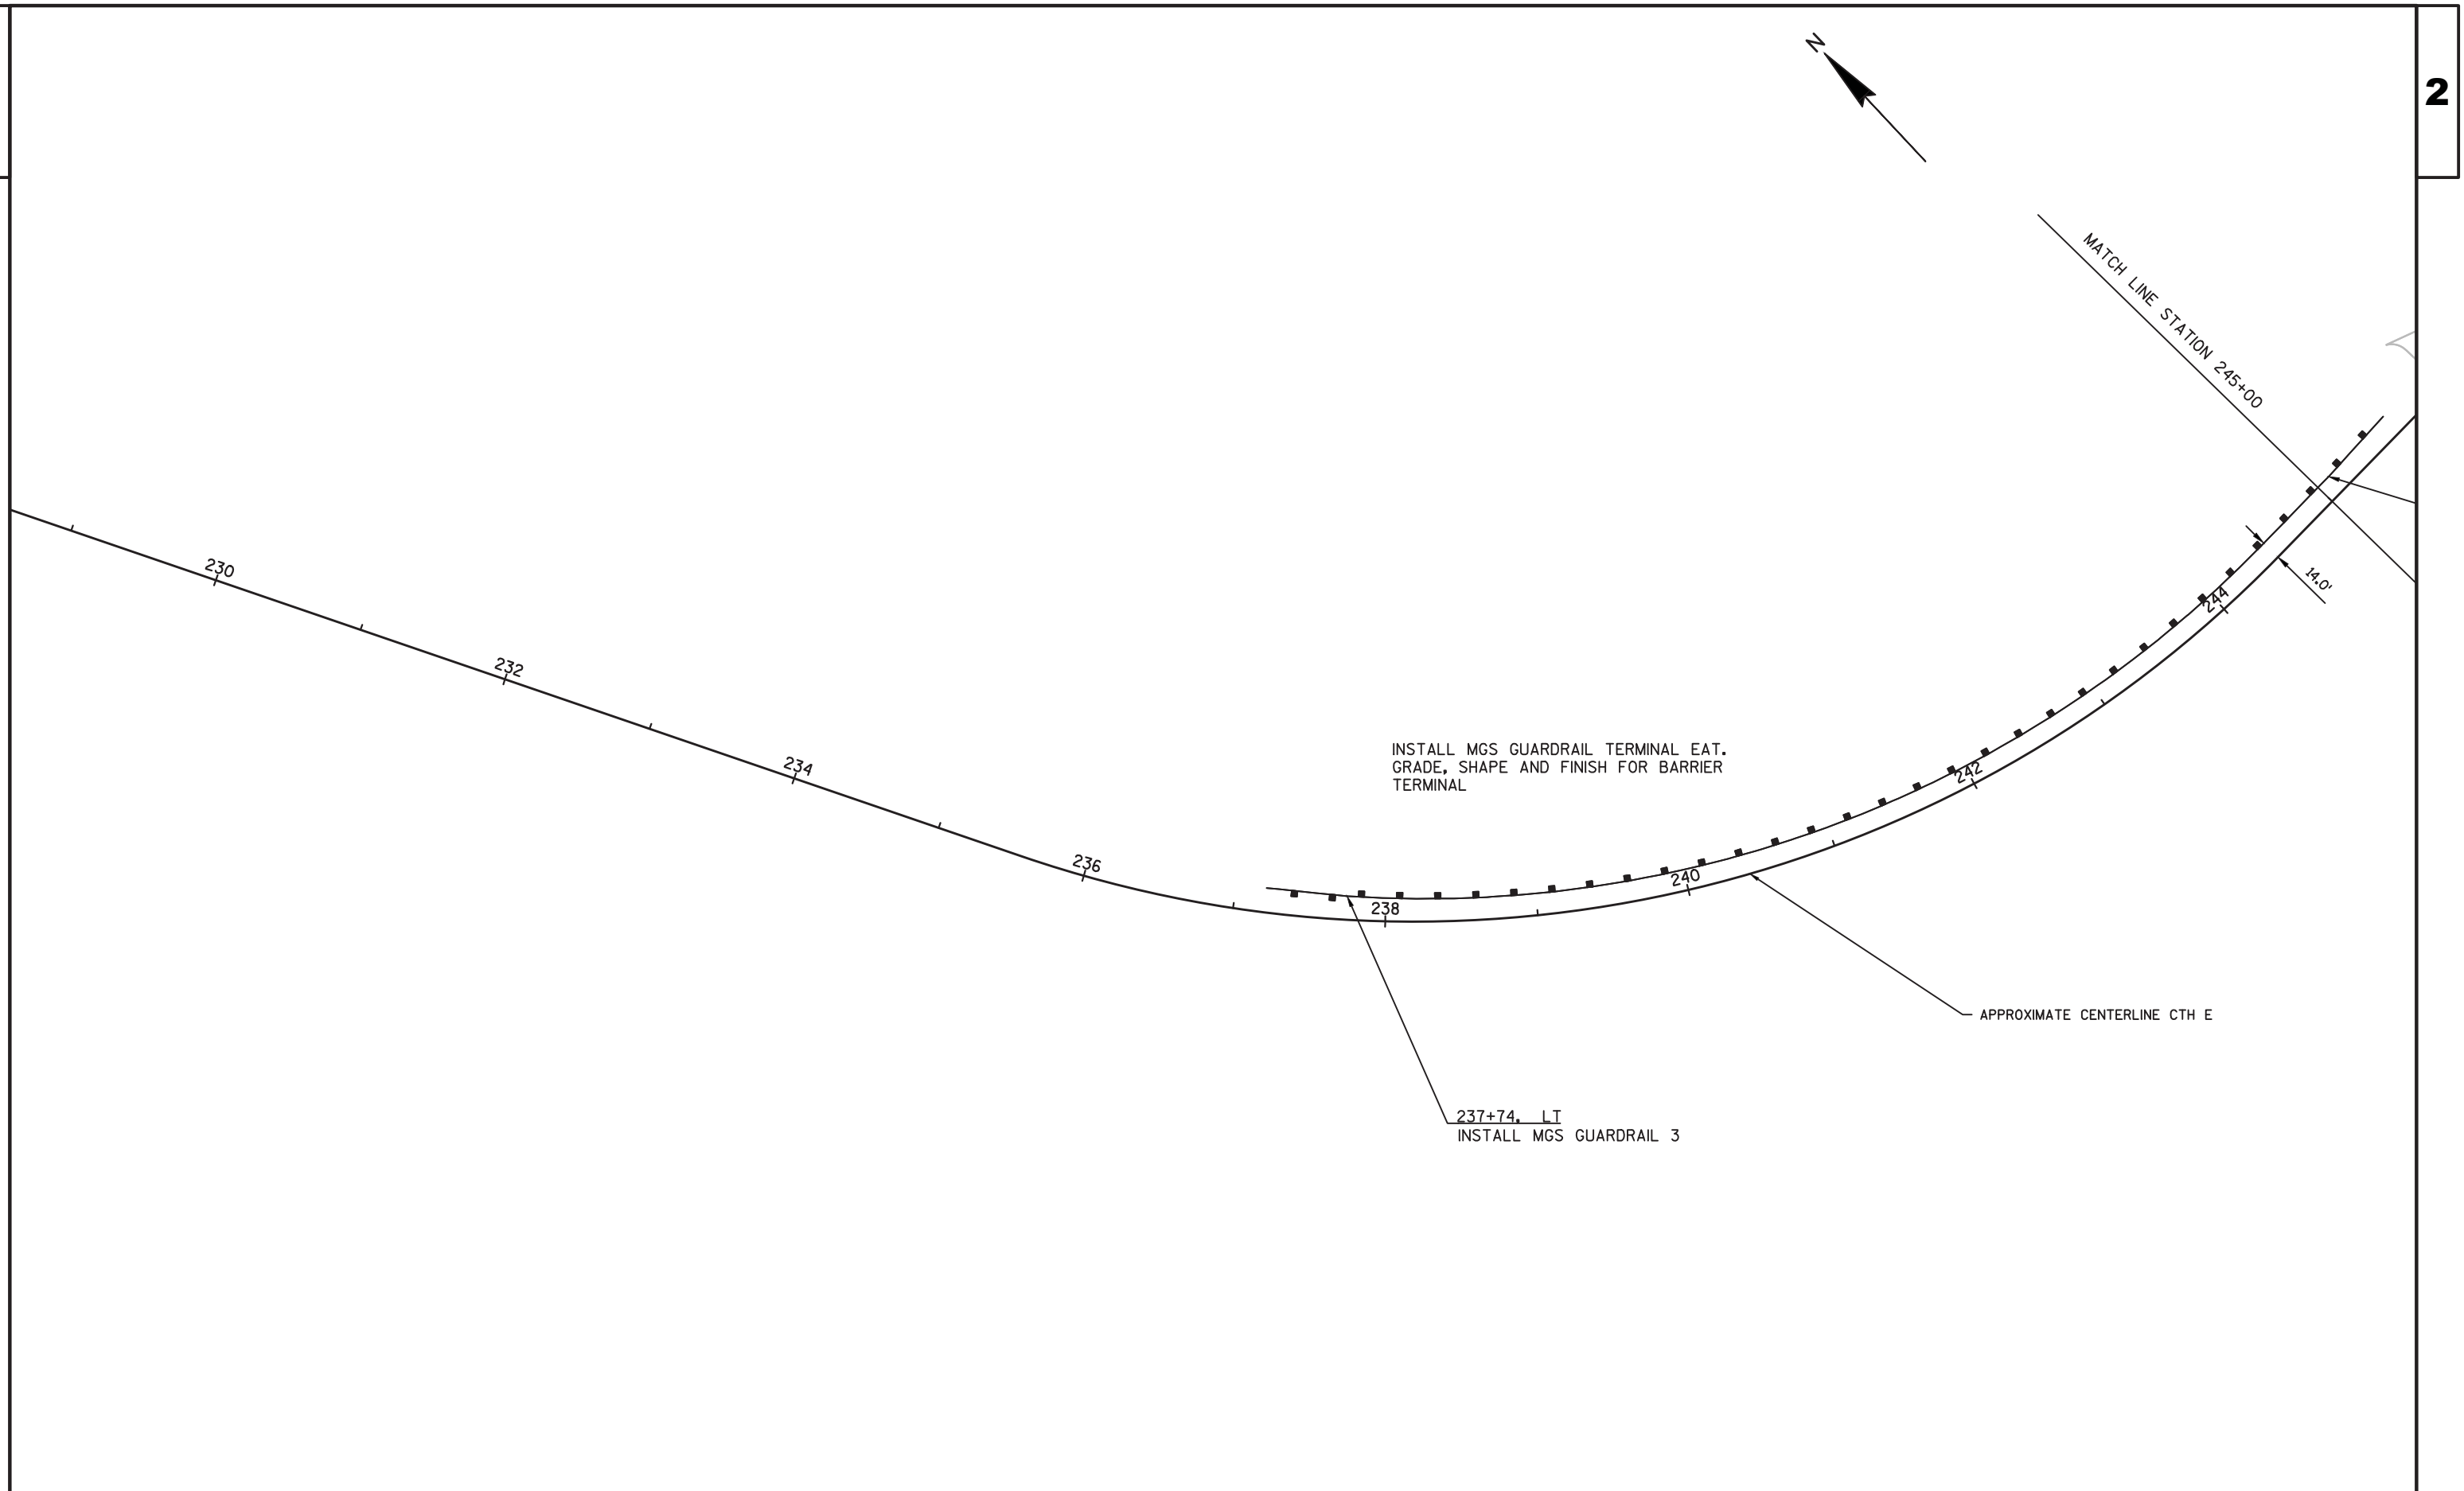 N
2
MATCH LINE STATION 245+00
230
232
234
236
238
240
242
244
14.0'
INSTALL MGS GUARDRAIL TERMINAL EAT.
GRADE, SHAPE AND FINISH FOR BARRIER
TERMINAL
APPROXIMATE CENTERLINE CTH E
237+74. LT
INSTALL MGS GUARDRAIL 3